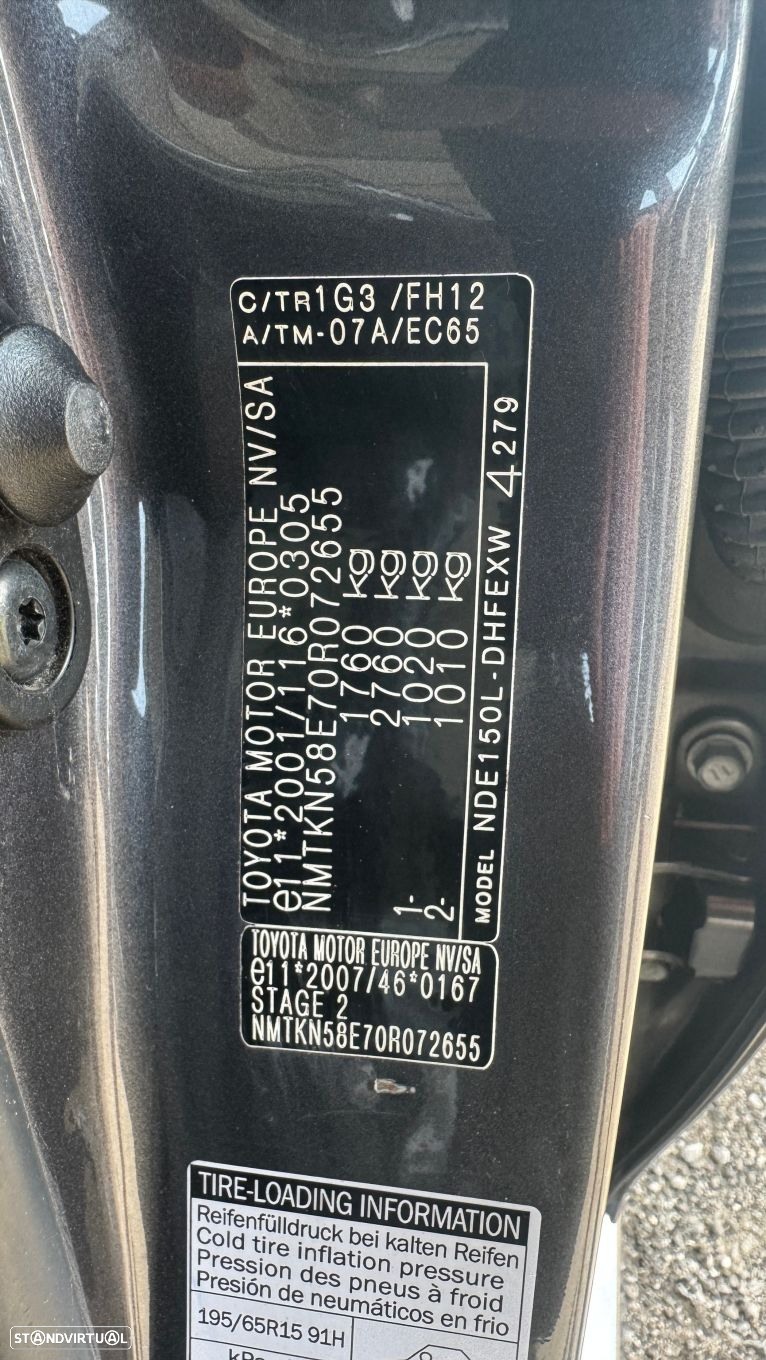 C/TR1G3 /FH12
A/TM-07A/EC65
TOYOTA MOTOR EUROPE NV/SA
e11*2001/116*0305
NMTKN58E70R072655
1760 kg
2760 kg
1- 1020 kg
2- 1010 kg
MODEL NDE150L-DHFEXW 4279
TOYOTA MOTOR EUROPE NV/SA
e11*2007/46*0167
STAGE 2
NMTKN58E70R072655
TIRE-LOADING INFORMATION
Reifenfülldruck bei kalten Reifen
Cold tire inflation pressure
Pression des pneus à froid
Presión de neumáticos en frio
195/65R15 91H
STANDVIRTUAL